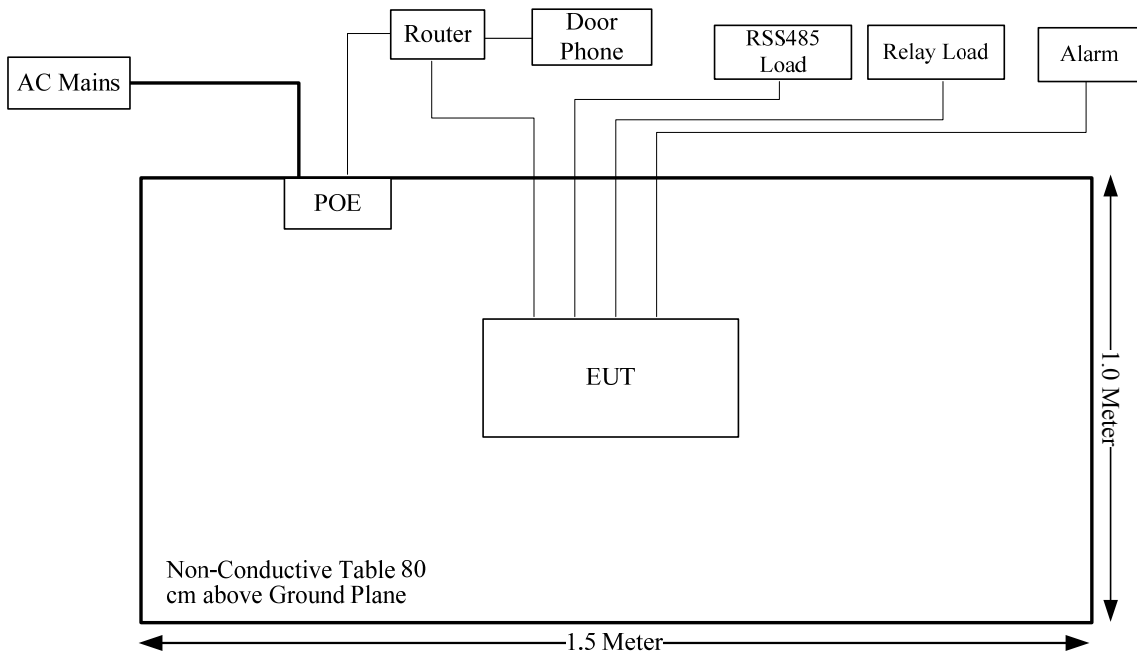 Router
Door
Phone
RSS485
Load
Relay Load
Alarm
AC Mains
POE
EUT
1.0 Meter
Non-Conductive Table 80
cm above Ground Plane
1.5 Meter